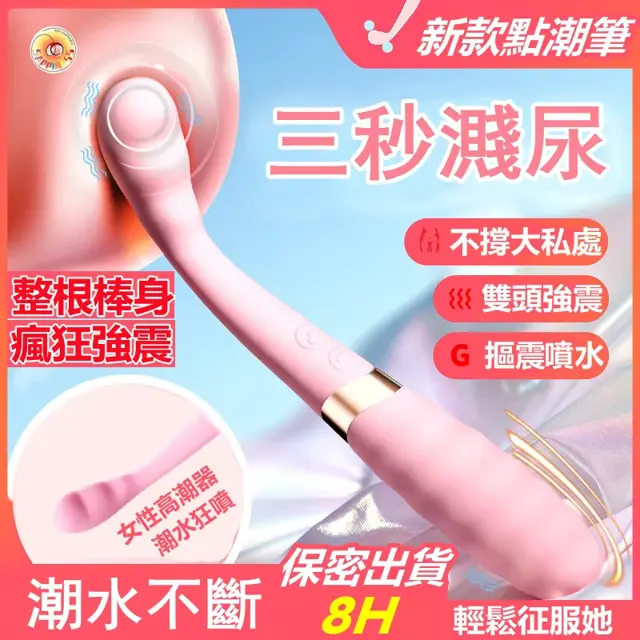 新款點潮筆
三秒濺尿
不撐大私處
雙頭強震
G 摳震噴水
整根棒身
瘋狂強震
女性高潮器
潮水狂噴
潮水不斷
保密出貨
8H
輕鬆征服她